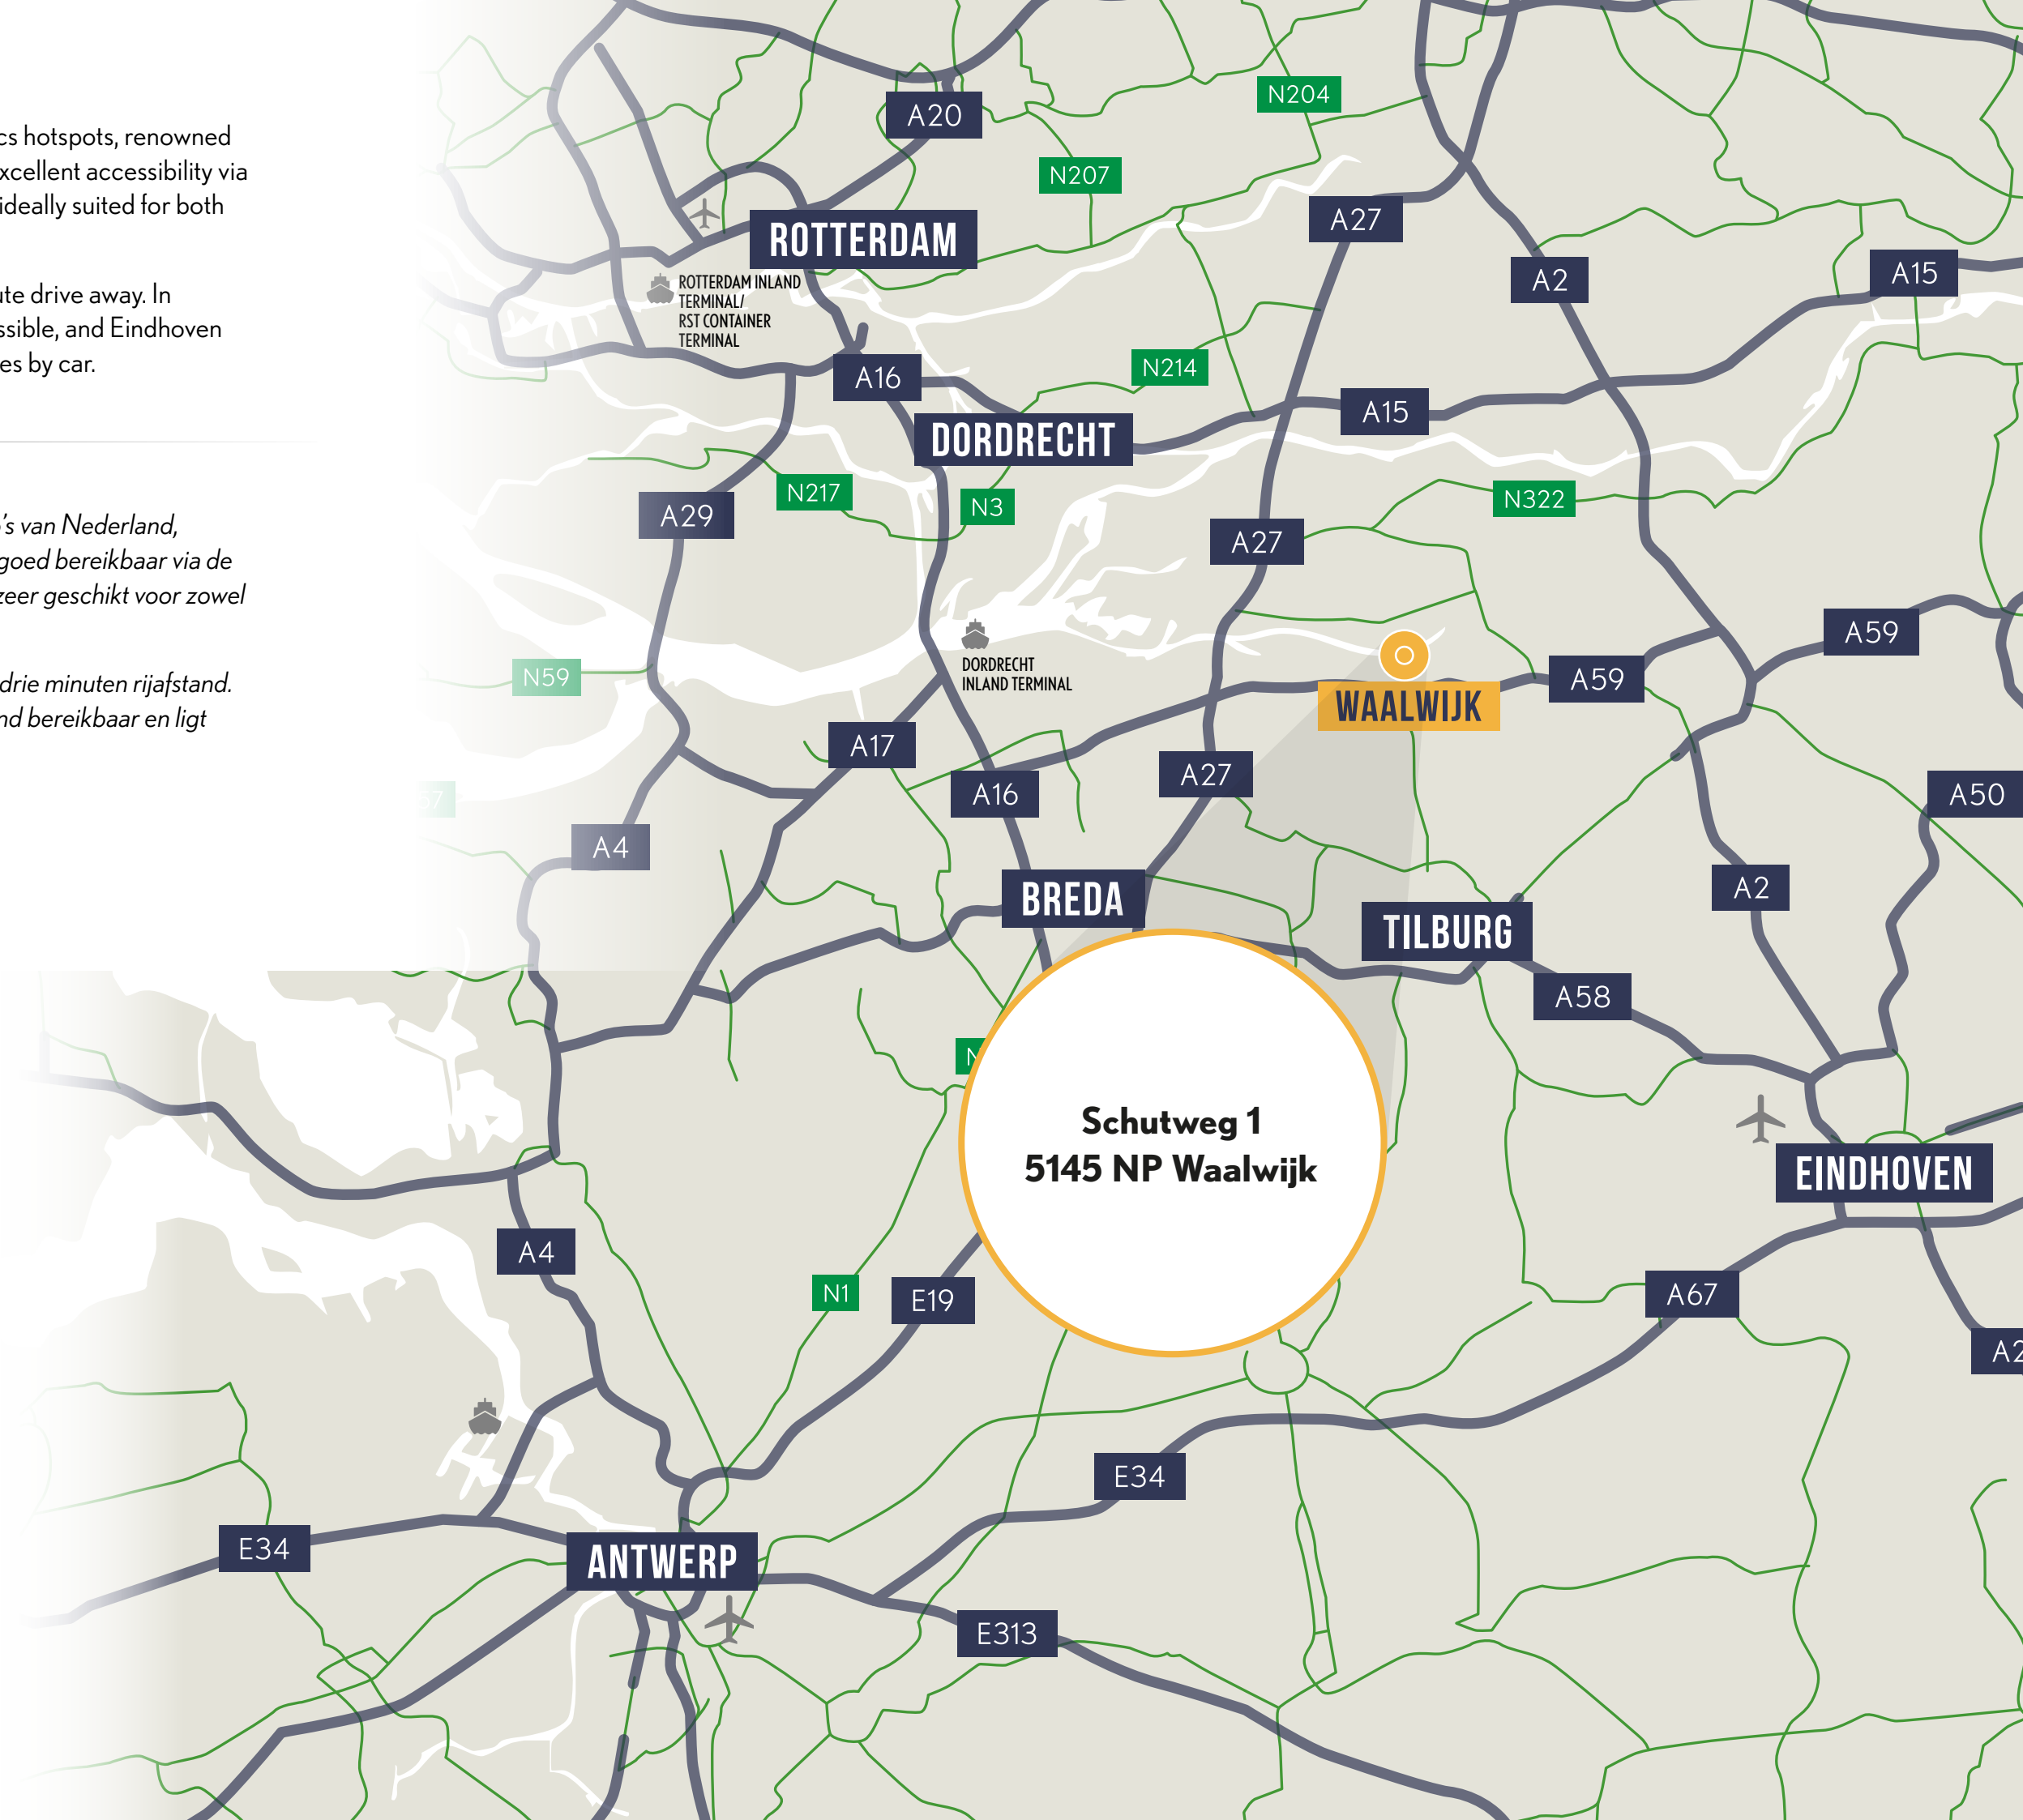 cs hotspots, renowned
xcellent accessibility via
ideally suited for both
ute drive away. In
ssible, and Eindhoven
es by car.
's van Nederland,
goed bereikbaar via de
zeer geschikt voor zowel
drie minuten rijafstand.
nd bereikbaar en ligt
A20
N204
N207
A27
ROTTERDAM
A2
A15
ROTTERDAM INLAND
TERMINAL/
RST CONTAINER
TERMINAL
N214
A16
A15
DORDRECHT
N217
N3
N322
A29
A27
A59
DORDRECHT
INLAND TERMINAL
N59
A59
WAALWIJK
A17
A27
A16
A50
57
A4
BREDA
A2
TILBURG
A58
N
Schutweg 1
5145 NP Waalwijk
EINDHOVEN
A4
N1
E19
A67
A2
E34
E34
ANTWERP
E313